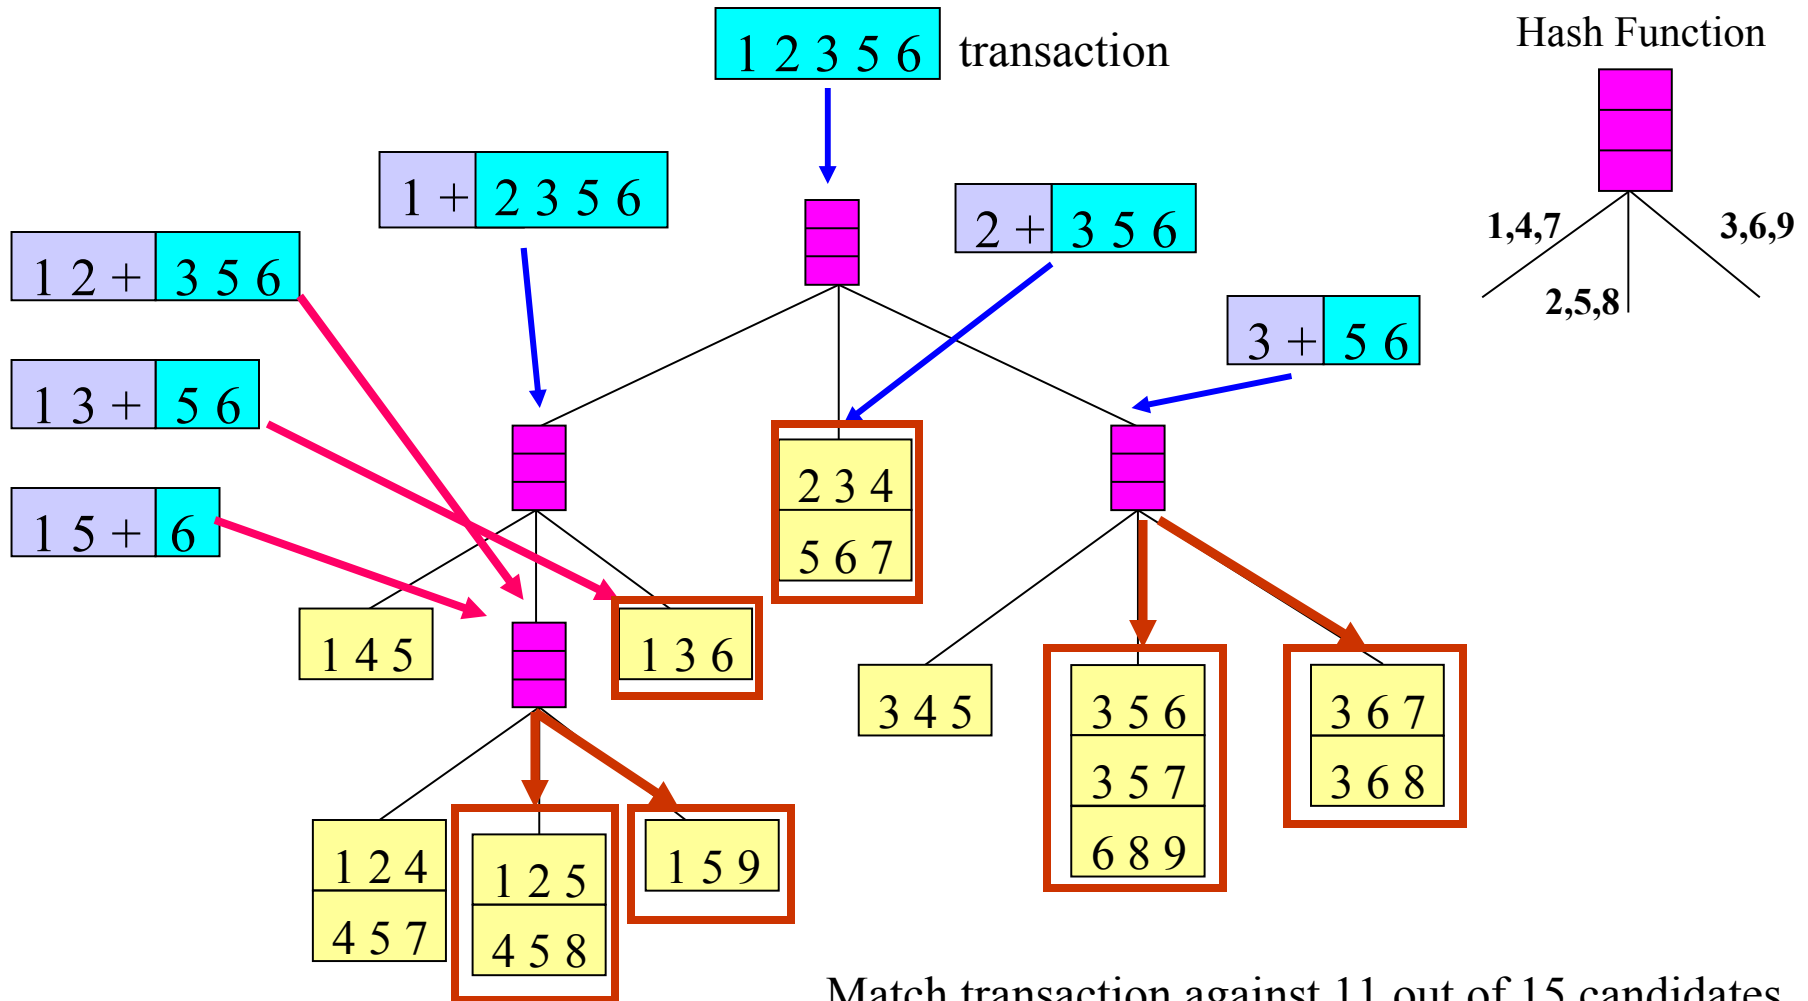 1 2 3 5 6 transaction
Hash Function
1 + 2 3 5 6
2 + 3 5 6
1,4,7
3,6,9
2,5,8
1 2 + 3 5 6
3 + 5 6
1 3 + 5 6
1 5 + 6
2 3 4
5 6 7
1 4 5
1 3 6
3 4 5
3 5 6
3 5 7
6 8 9
3 6 7
3 6 8
1 2 4
4 5 7
1 2 5
4 5 8
1 5 9
Match transaction against 11 out of 15 candidates